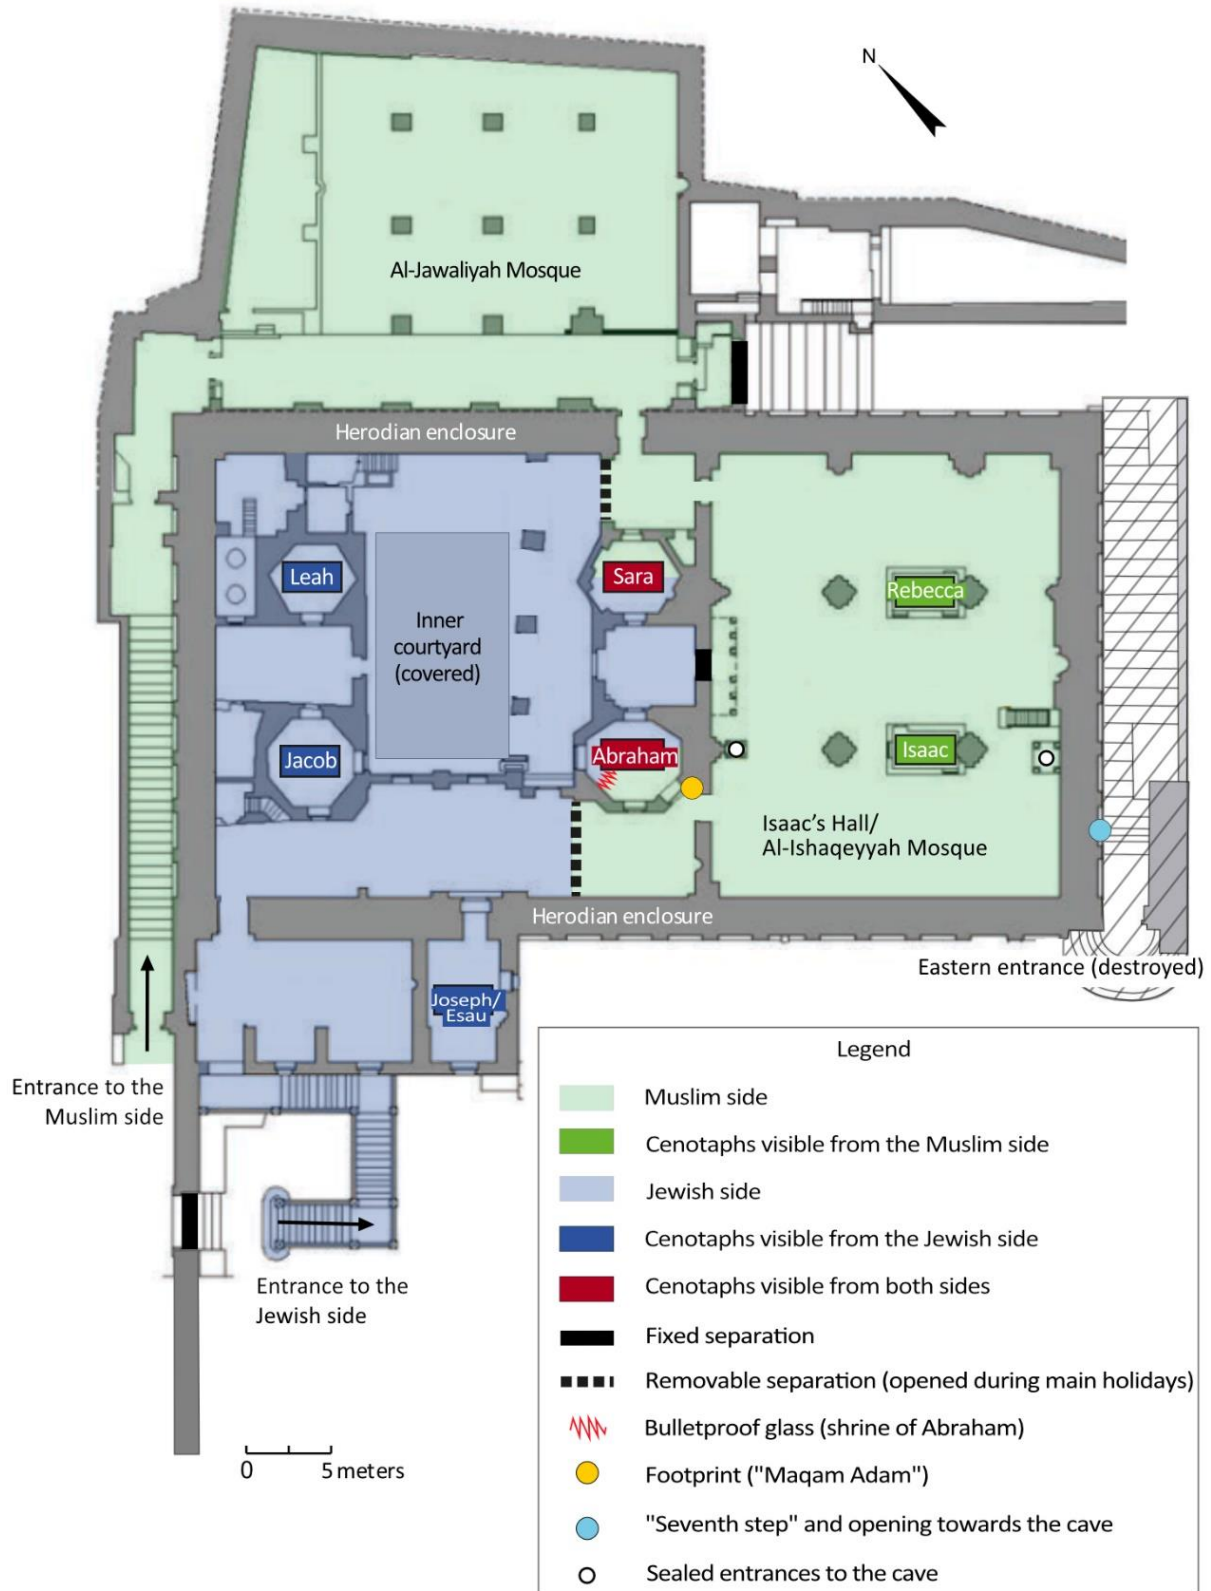 N
Al-Jawaliyah Mosque
Herodian enclosure
Leah
Sara
Rebecca
Inner
courtyard
(covered)
Jacob
Abraham
Isaac
Isaac's Hall/
Al-Ishaqeyyah Mosque
Herodian enclosure
Eastern entrance (destroyed)
Joseph/
Esau
Entrance to the
Muslim side
Entrance to the
Jewish side
0 5 meters
Legend
Muslim side
Cenotaphs visible from the Muslim side
Jewish side
Cenotaphs visible from the Jewish side
Cenotaphs visible from both sides
Fixed separation
Removable separation (opened during main holidays)
Bulletproof glass (shrine of Abraham)
Footprint ("Maqam Adam")
"Seventh step" and opening towards the cave
Sealed entrances to the cave